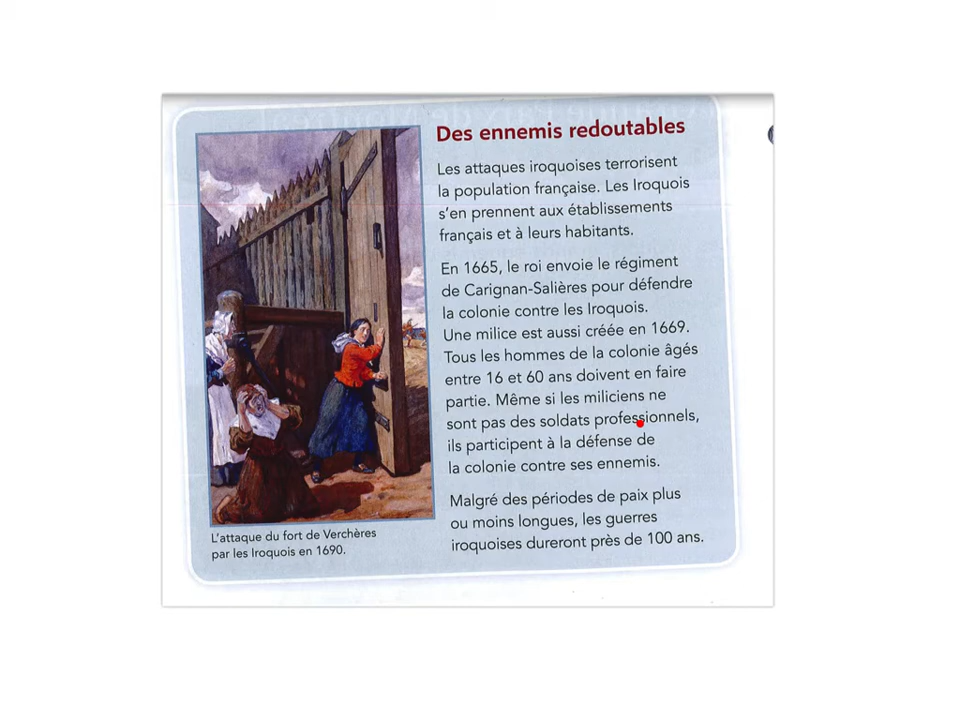 Des ennemis redoutables
Les attaques iroquoises terrorisent
la population française. Les Iroquois
s'en prennent aux établissements
français et à leurs habitants.
En 1665, le roi envoie le régiment
de Carignan-Salières pour défendre
la colonie contre les Iroquois.
Une milice est aussi créée en 1669.
Tous les hommes de la colonie âgés
entre 16 et 60 ans doivent en faire
partie. Même si les miliciens ne
sont pas des soldats professionnels,
ils participent à la défense de
la colonie contre ses ennemis.
Malgré des périodes de paix plus
ou moins longues, les guerres
iroquoises dureront près de 100 ans.
L'attaque du fort de Verchères
par les Iroquois en 1690.